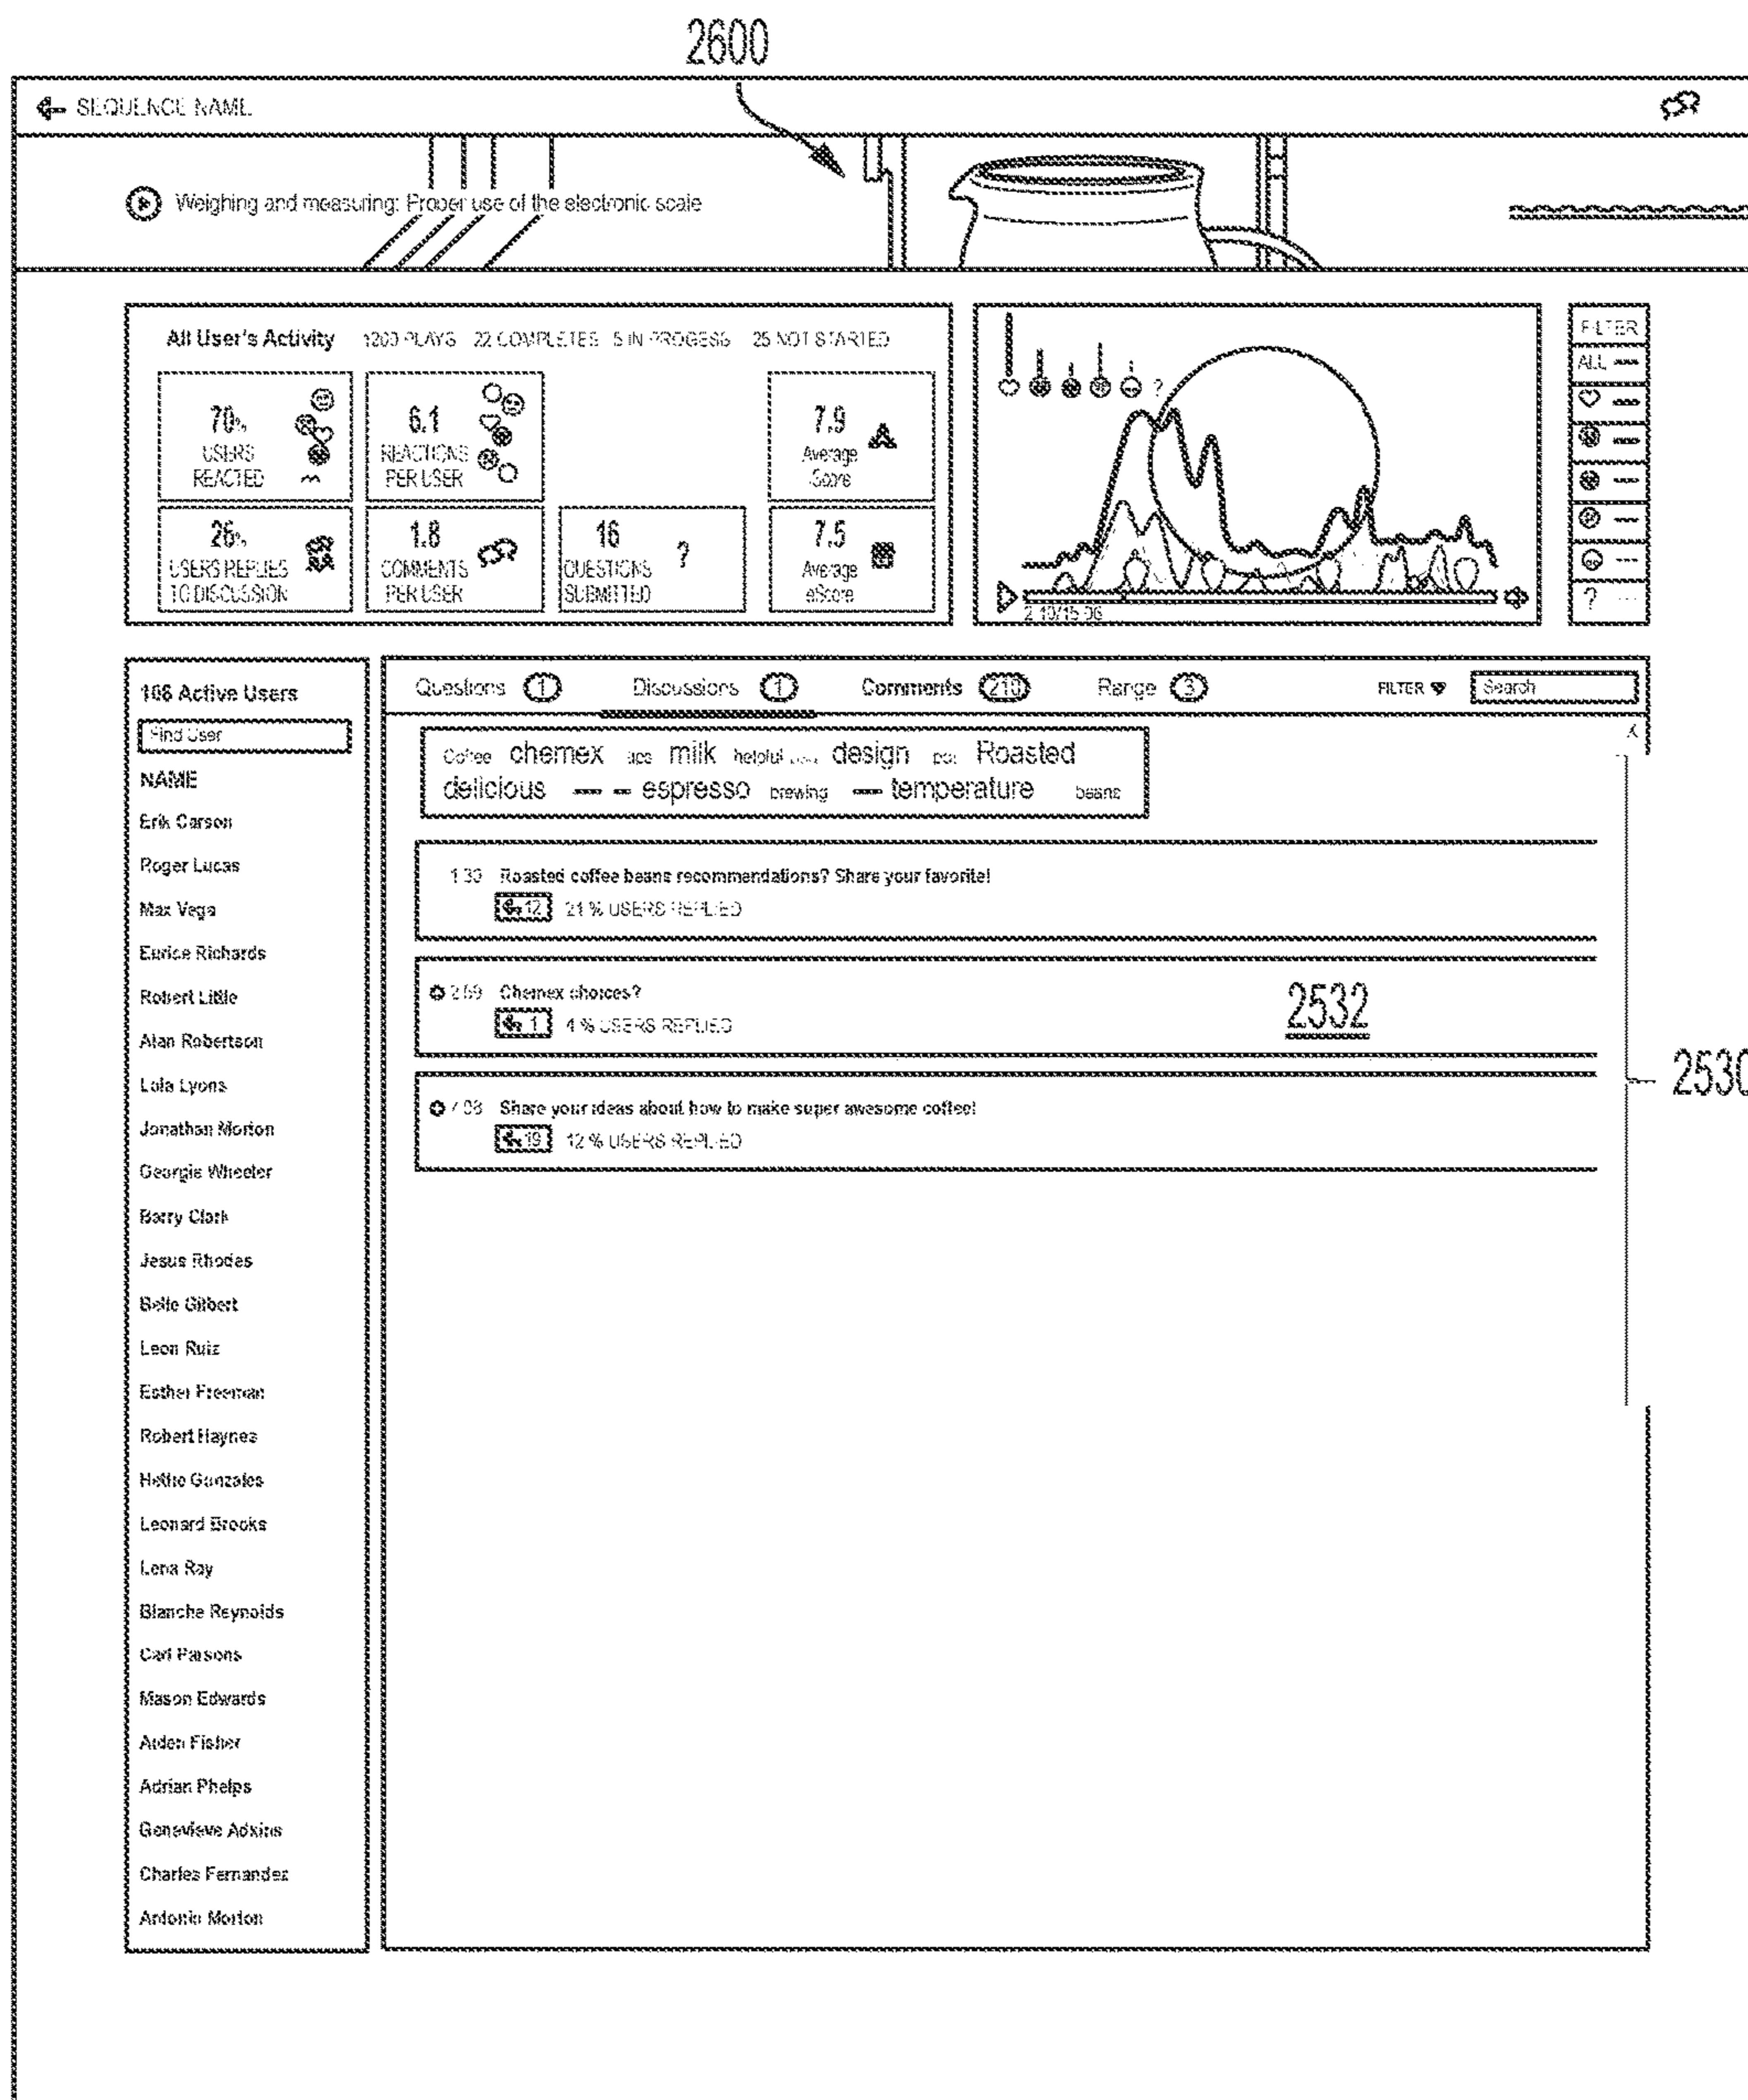 2600
SEQUENCE NAME
Weighing and measuring: Proper use of the electronic scale
All User's Activity 1200 PLAYS 22 COMPLETES 5 IN PROGESS 25 NOT STARTED
70% USERS REACTED
6.1 REACTIONS PER USER
7.9 Average Score
26% USERS REPLIES TO DISCUSSION
1.8 COMMENTS PER USER
16 QUESTIONS SUBMITTED
?
7.5 Average eScore
?
FILTER
ALL
?
Questions 1 Discussions 1 Comments 210 Range 3 FILTER Search
Coffee chemex milk helpful design Roasted
delicious espresso brewing temperature beans
1:30 Roasted coffee beans recommendations? Share your favorite!
12 21 % USERS REPLIED
Chemex choices?
1 4 % USERS REPLIED
2532
2530
Share your ideas about how to make super awesome coffee!
19 12 % USERS REPLIED
Active Users
Find User
NAME
Erik Carson
Roger Lucas
Max Vega
Eunice Richards
Robert Little
Alan Robertson
Lola Lyons
Jonathan Morton
Georgie Wheeler
Barry Clark
Jesus Rhodes
Belle Gilbert
Leon Ruiz
Esther Freeman
Robert Haynes
Hettie Gonzales
Leonard Brooks
Lena Ray
Blanche Reynolds
Carl Parsons
Mason Edwards
Aiden Fisher
Adrian Phelps
Genevieve Adkins
Charles Fernandez
Antonio Morton